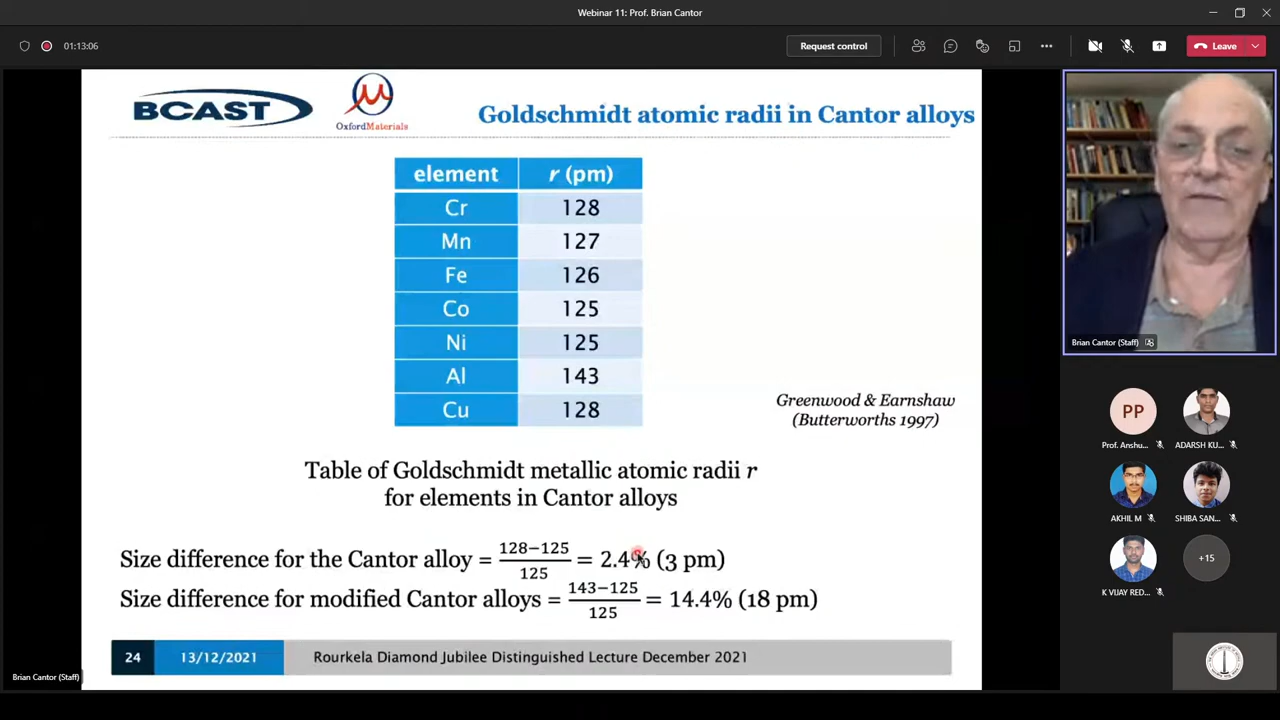 Webinar 11: Prof. Brian Cantor
01:13:06
Request control
Leave
BCAST
OxfordMaterials
Goldschmidt atomic radii in Cantor alloys
element r (pm)
Cr 128
Mn 127
Fe 126
Co 125
Ni 125
Al 143
Cu 128
Greenwood & Earnshaw
(Butterworths 1997)
Table of Goldschmidt metallic atomic radii r
for elements in Cantor alloys
Size difference for the Cantor alloy = 128−125/125 = 2.4% (3 pm)
Size difference for modified Cantor alloys = 143−125/125 = 14.4% (18 pm)
24 13/12/2021 Rourkela Diamond Jubilee Distinguished Lecture December 2021
Brian Cantor (Staff)
Brian Cantor (Staff)
PP
Prof. Anshu...
ADARSH KU...
AKHIL M
SHIBA SAN...
K VIJAY RED...
+15